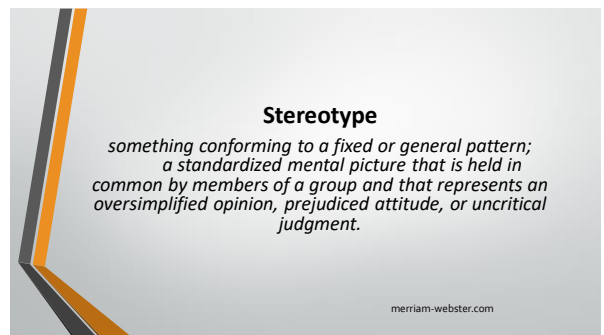 Stereotype
something conforming to a fixed or general pattern;
a standardized mental picture that is held in
common by members of a group and that represents an
oversimplified opinion, prejudiced attitude, or uncritical
judgment.
merriam-webster.com